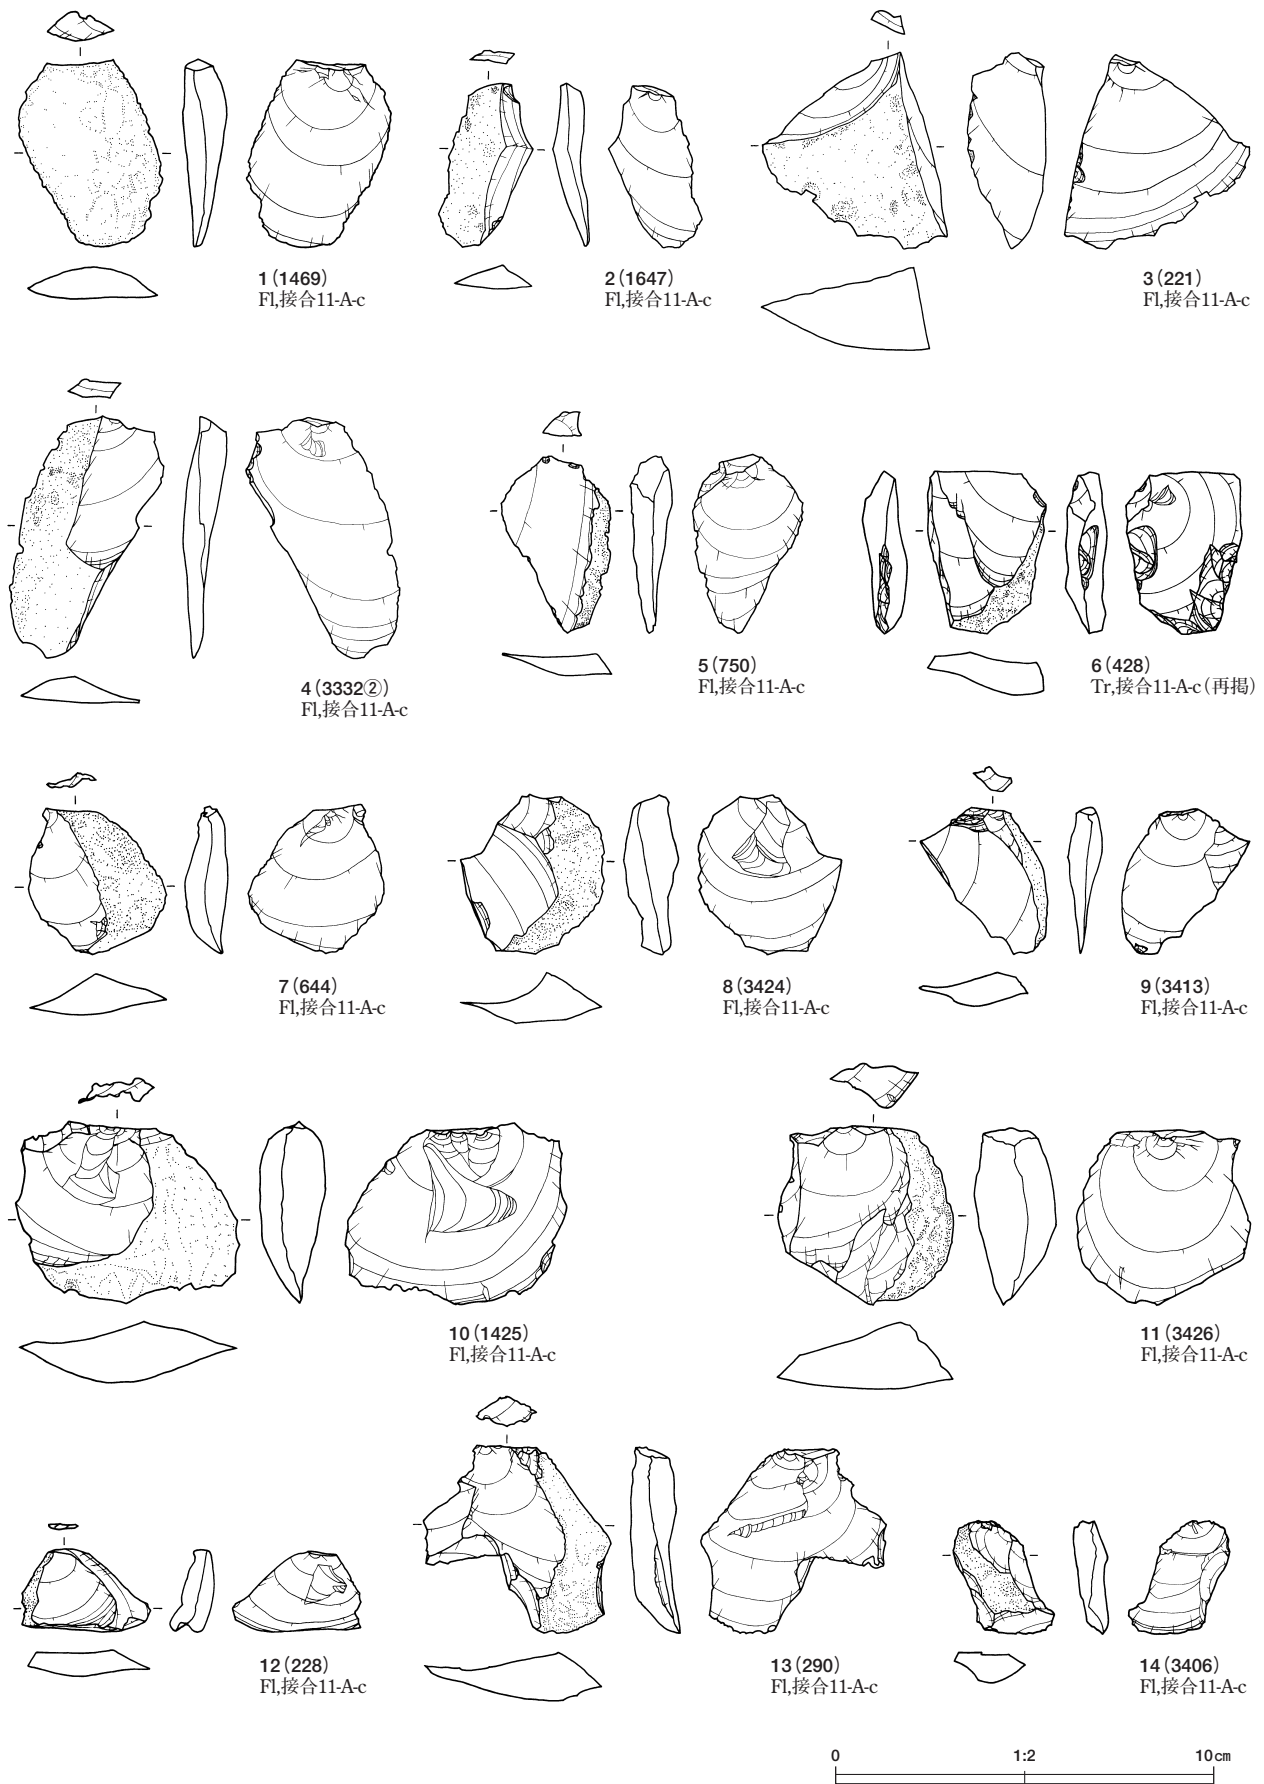 1（1469）
Fl,接合11-A-c
2（1647）
Fl,接合11-A-c
3（221）
Fl,接合11-A-c
4（3332②）
Fl,接合11-A-c
5（750）
Fl,接合11-A-c
6（428）
Tr,接合11-A-c（再掲）
7（644）
Fl,接合11-A-c
8（3424）
Fl,接合11-A-c
9（3413）
Fl,接合11-A-c
10（1425）
Fl,接合11-A-c
11（3426）
Fl,接合11-A-c
12（228）
Fl,接合11-A-c
13（290）
Fl,接合11-A-c
14（3406）
Fl,接合11-A-c
0 1:2 10cm